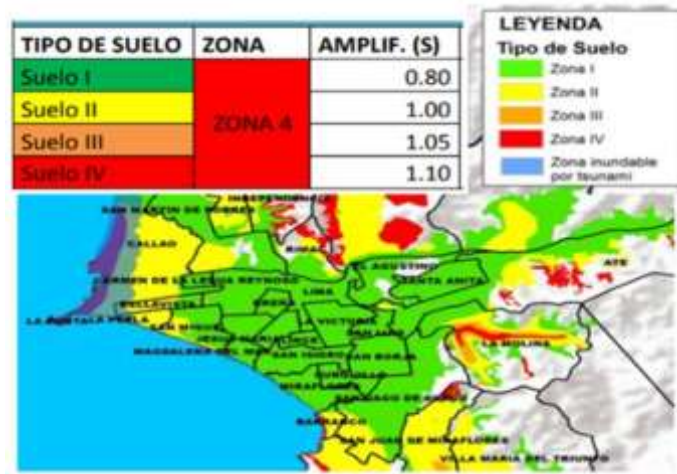 TIPO DE SUELO ZONA AMPLIF. (S)
Suelo I 0.80
Suelo II 1.00
ZONA 4
Suelo III 1.05
Suelo IV 1.10
LEYENDA
Tipo de Suelo
Zona I
Zona II
Zona III
Zona IV
Zona inundable
por tsunami
INDEPENDENCIA
SAN MARTIN DE PORRES
CALLAO
RIMAC
EL AGUSTINO
ATE
CARMEN DE LA LEGUA REYNOSO
SANTA ANITA
LIMA
BELLAVISTA
BREÑA
LA PUNTA
LA PERLA
VICTORIA
SAN MIGUEL
SAN LUIS
JESUS MARIA
LINCE
LA MOLINA
MAGDALENA DEL MAR
SAN ISIDRO
SAN BORJA
SURQUILLO
MIRAFLORES
SANTIAGO DE SURCO
BARRANCO
SAN JUAN DE MIRAFLORES
VILLA MARIA DEL TRIUNFO